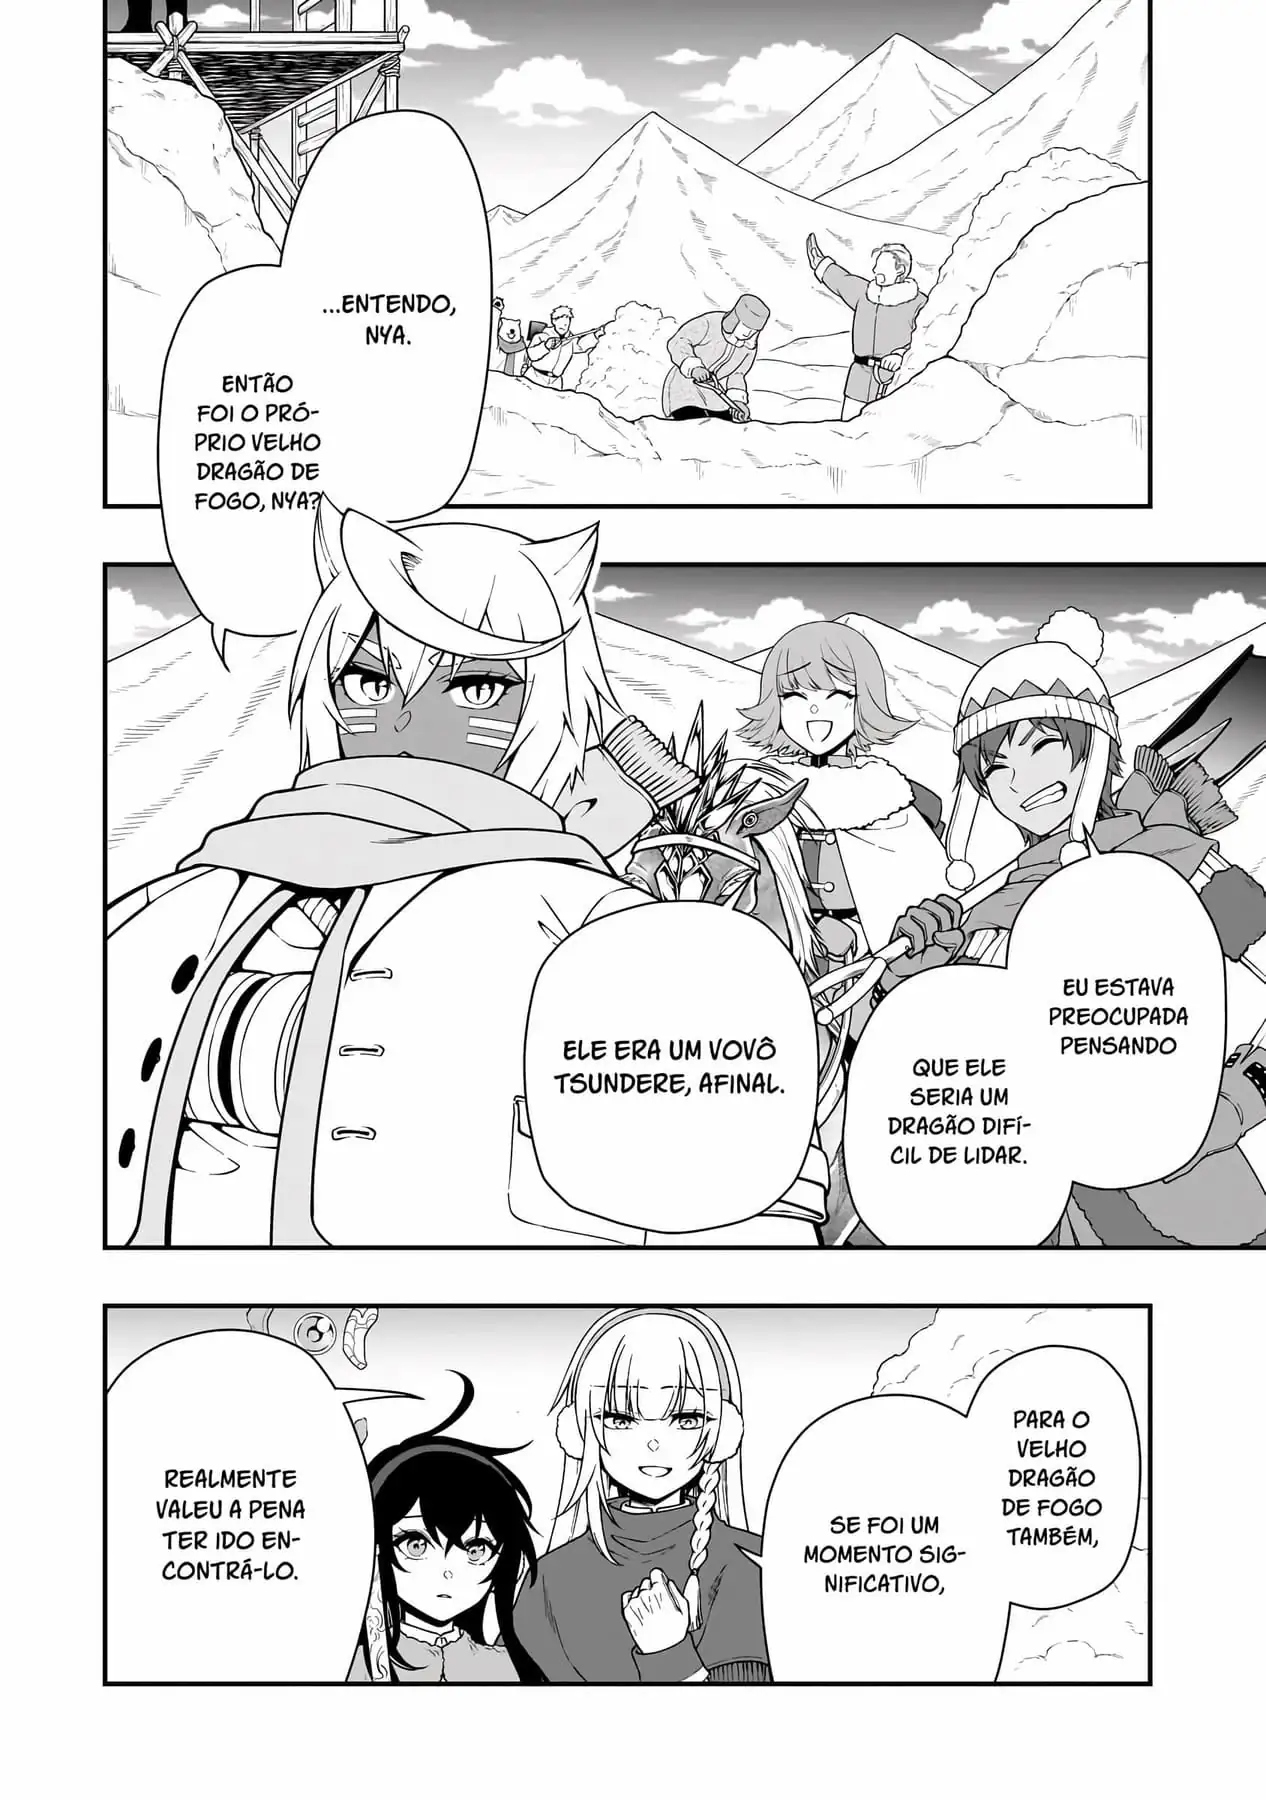 ...ENTENDO,
NYA.
ENTÃO
FOI O PRÓ-
PRIO VELHO
DRAGÃO DE
FOGO, NYA?
EU ESTAVA
PREOCUPADA
PENSANDO
QUE ELE
SERIA UM
DRAGÃO DIFÍ-
CIL DE LIDAR.
ELE ERA UM VOVÔ
TSUNDERE, AFINAL.
PARA O
VELHO
DRAGÃO
DE FOGO
TAMBÉM,
SE FOI UM
MOMENTO SIG-
NIFICATIVO,
REALMENTE
VALEU A PENA
TER IDO EN-
CONTRÁ-LO.